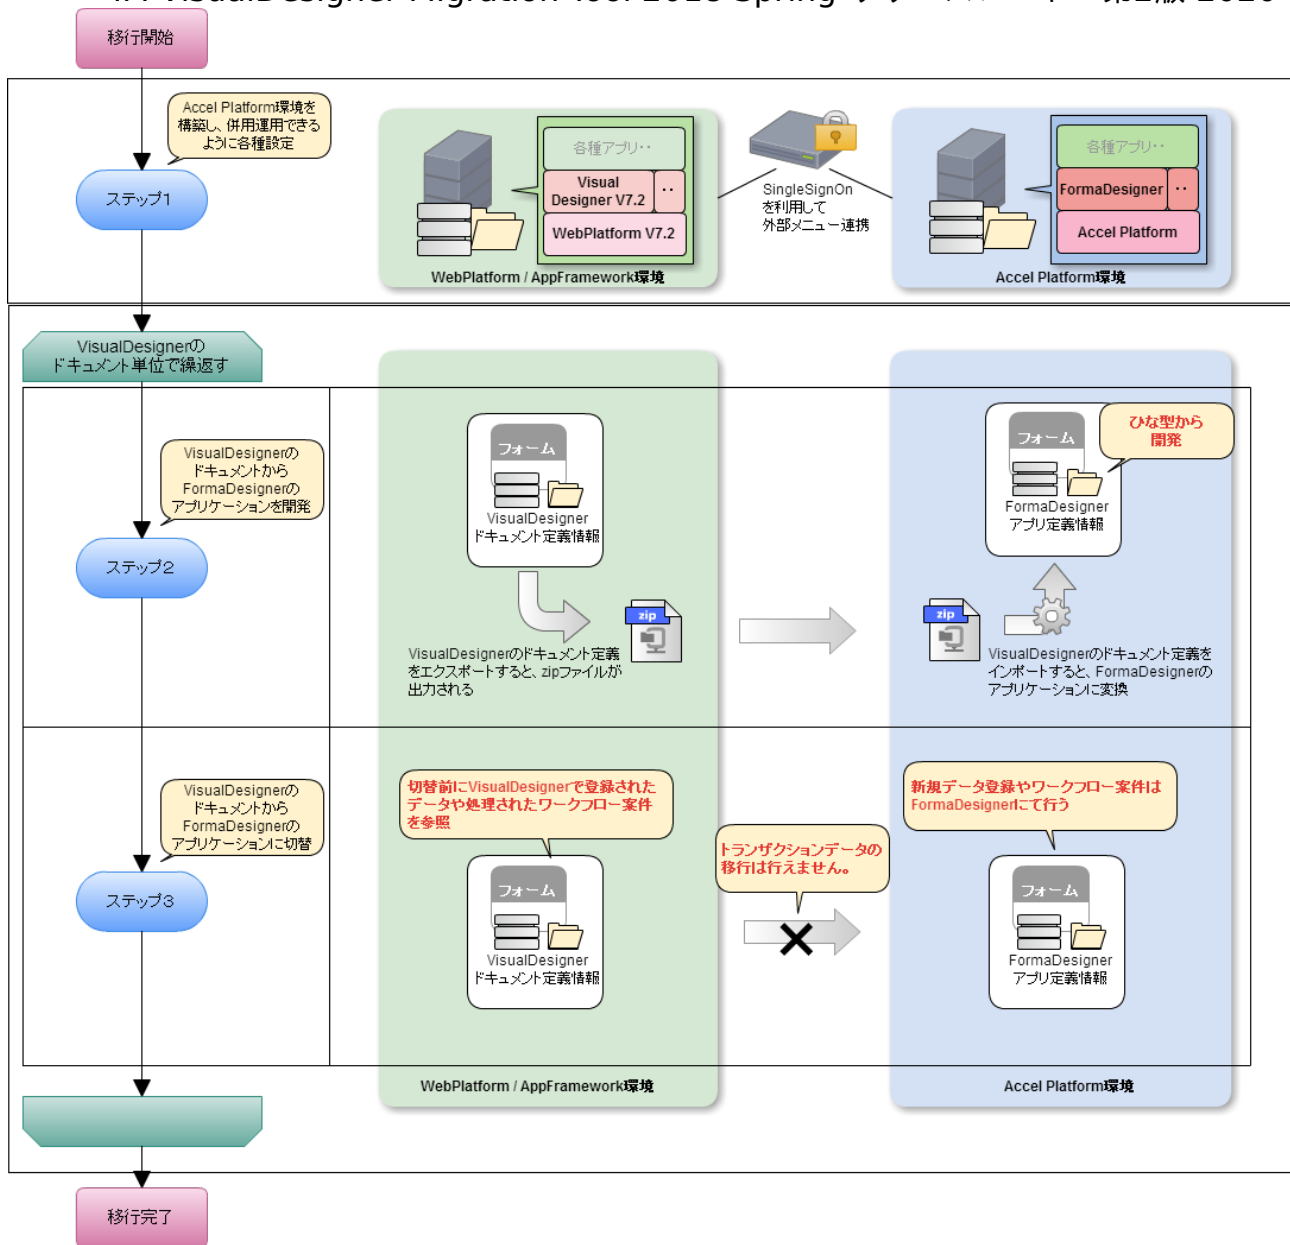 VisualDesigner Migration Tool 2018 Spring
第2版 2020
移行開始
Accel Platform環境を
構築し、併用運用できる
ように各種設定
ステップ1
各種アプリ‥
Visual
Designer V7.2
‥
WebPlatform V7.2
WebPlatform / AppFramework環境
SingleSignOn
を利用して
外部メニュー連携
各種アプリ‥
FormaDesigner
‥
Accel Platform
Accel Platform環境
VisualDesignerの
ドキュメント単位で繰返す
VisualDesignerの
ドキュメントから
FormaDesignerの
アプリケーションを開発
ステップ2
フォーム
VisualDesigner
ドキュメント定義情報
zip
VisualDesignerのドキュメント定義
をエクスポートすると、zipファイルが
出力される
ひな型から
開発
フォーム
FormaDesigner
アプリ定義情報
zip
VisualDesignerのドキュメント定義を
インポートすると、FormaDesignerの
アプリケーションに変換
VisualDesignerの
ドキュメントから
FormaDesignerの
アプリケーションに切替
ステップ3
切替前にVisualDesignerで登録された
データや処理されたワークフロー案件
を参照
フォーム
VisualDesigner
ドキュメント定義情報
トランザクションデータの
移行は行えません。
新規データ登録やワークフロー案件は
FormaDesignerにて行う
フォーム
FormaDesigner
アプリ定義情報
WebPlatform / AppFramework環境
Accel Platform環境
移行完了